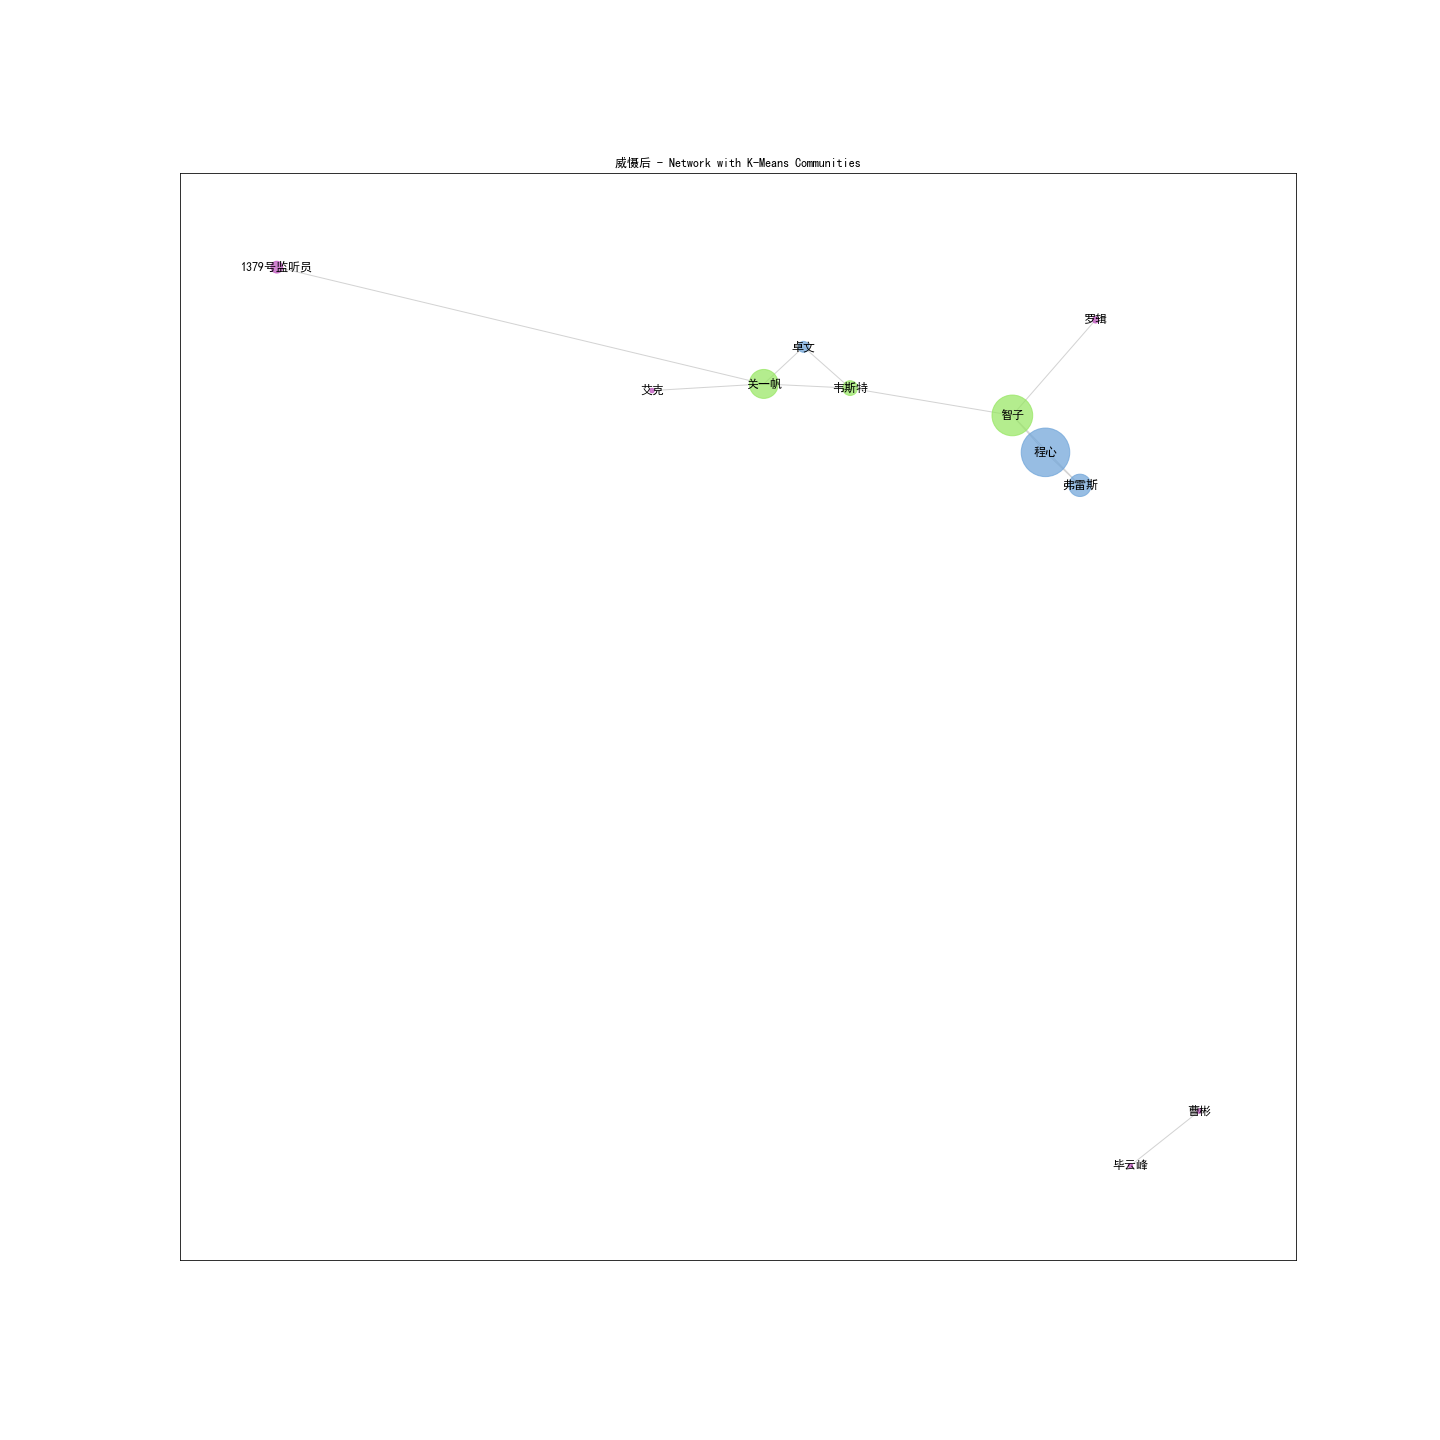 威慑后 - Network with K-Means Communities
1379号监听员
罗辑
卓文
关一帆
韦斯特
艾克
智子
程心
弗雷斯
曹彬
毕云峰